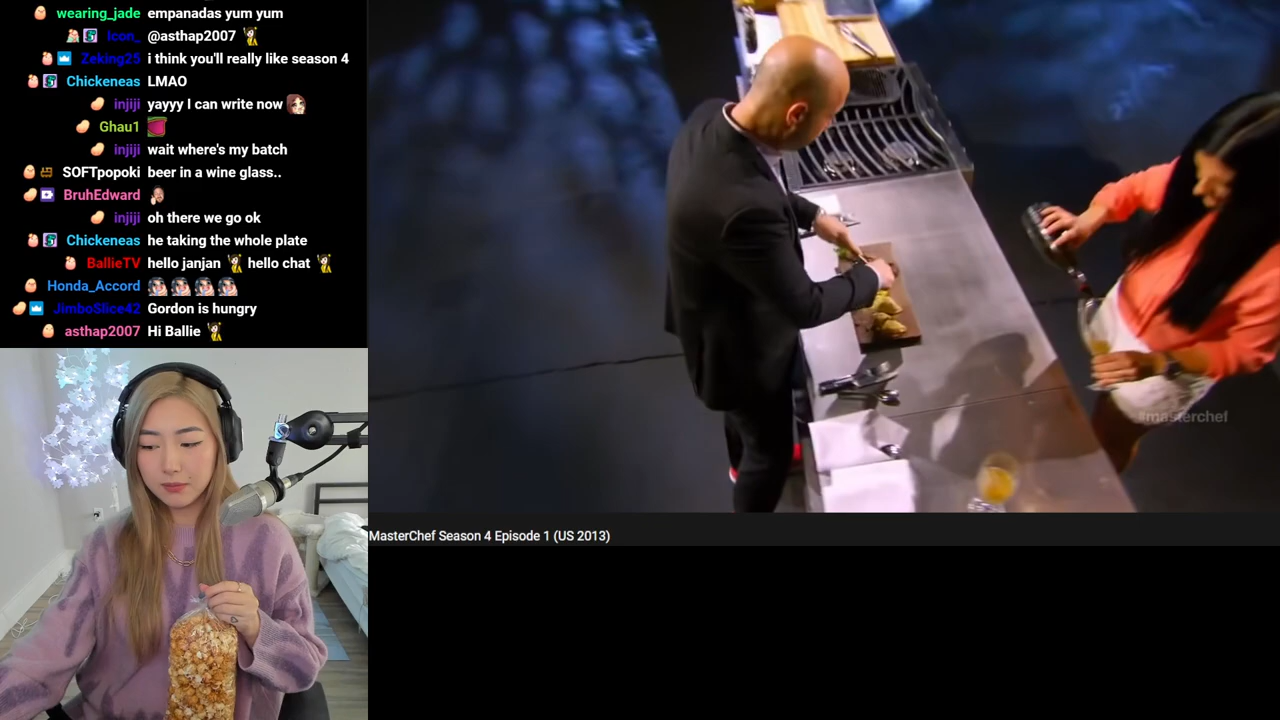 wearing_jade empanadas yum yum
Icon_ @asthap2007
Zeking25 i think you'll really like season 4
Chickeneas LMAO
injiji yayyy I can write now
Ghau1
injiji wait where's my batch
SOFTpopoki beer in a wine glass..
BruhEdward
injiji oh there we go ok
Chickeneas he taking the whole plate
BallieTV hello janjan hello chat
Honda_Accord
JimboSlice42 Gordon is hungry
asthap2007 Hi Ballie
#masterchef
MasterChef Season 4 Episode 1 (US 2013)